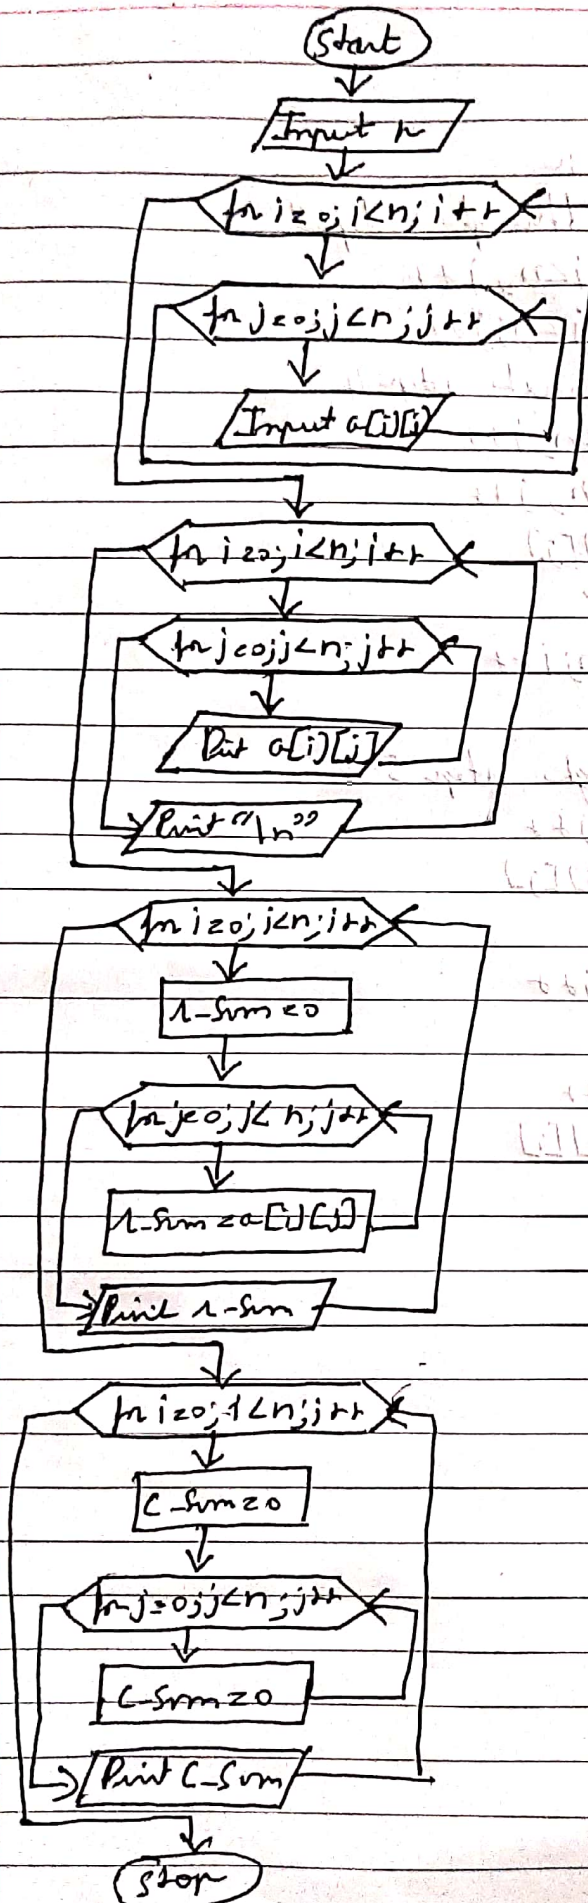 Start
Input n
for i=0; i<n; i++
for j=0; j<n; j++
Input a[i][j]
for i=0; i<n; i++
for j=0; j<n; j++
Print a[i][j]
Print "\n"
for i=0; i<n; i++
r_sum=0
for j=0; j<n; j++
r_sum=a[i][j]
Print r_sum
for i=0; i<n; i++
C_sum=0
for j=0; j<n; j++
C_sum=0
Print C_sum
stop